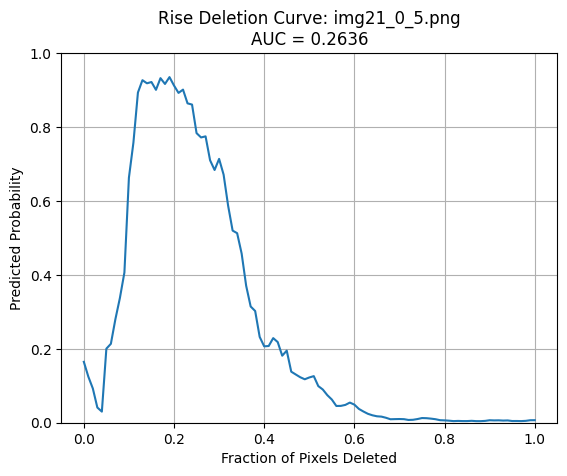 Rise Deletion Curve: img21_0_5.png
AUC = 0.2636
1.0
0.8
0.6
0.4
0.2
0.0
Predicted Probability
0.0 0.2 0.4 0.6 0.8 1.0
Fraction of Pixels Deleted